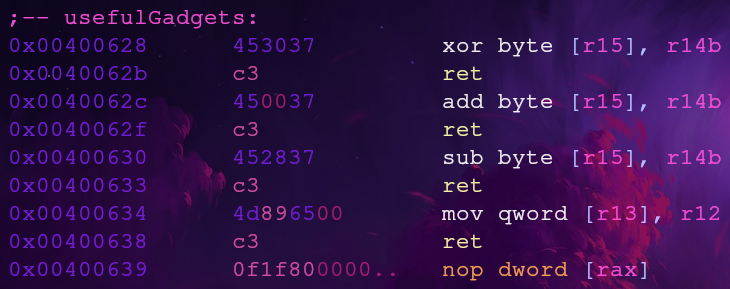 ;-- usefulGadgets:
0x00400628      453037         xor byte [r15], r14b
0x0040062b      c3             ret
0x0040062c      450037         add byte [r15], r14b
0x0040062f      c3             ret
0x00400630      452837         sub byte [r15], r14b
0x00400633      c3             ret
0x00400634      4d896500       mov qword [r13], r12
0x00400638      c3             ret
0x00400639      0f1f800000..   nop dword [rax]